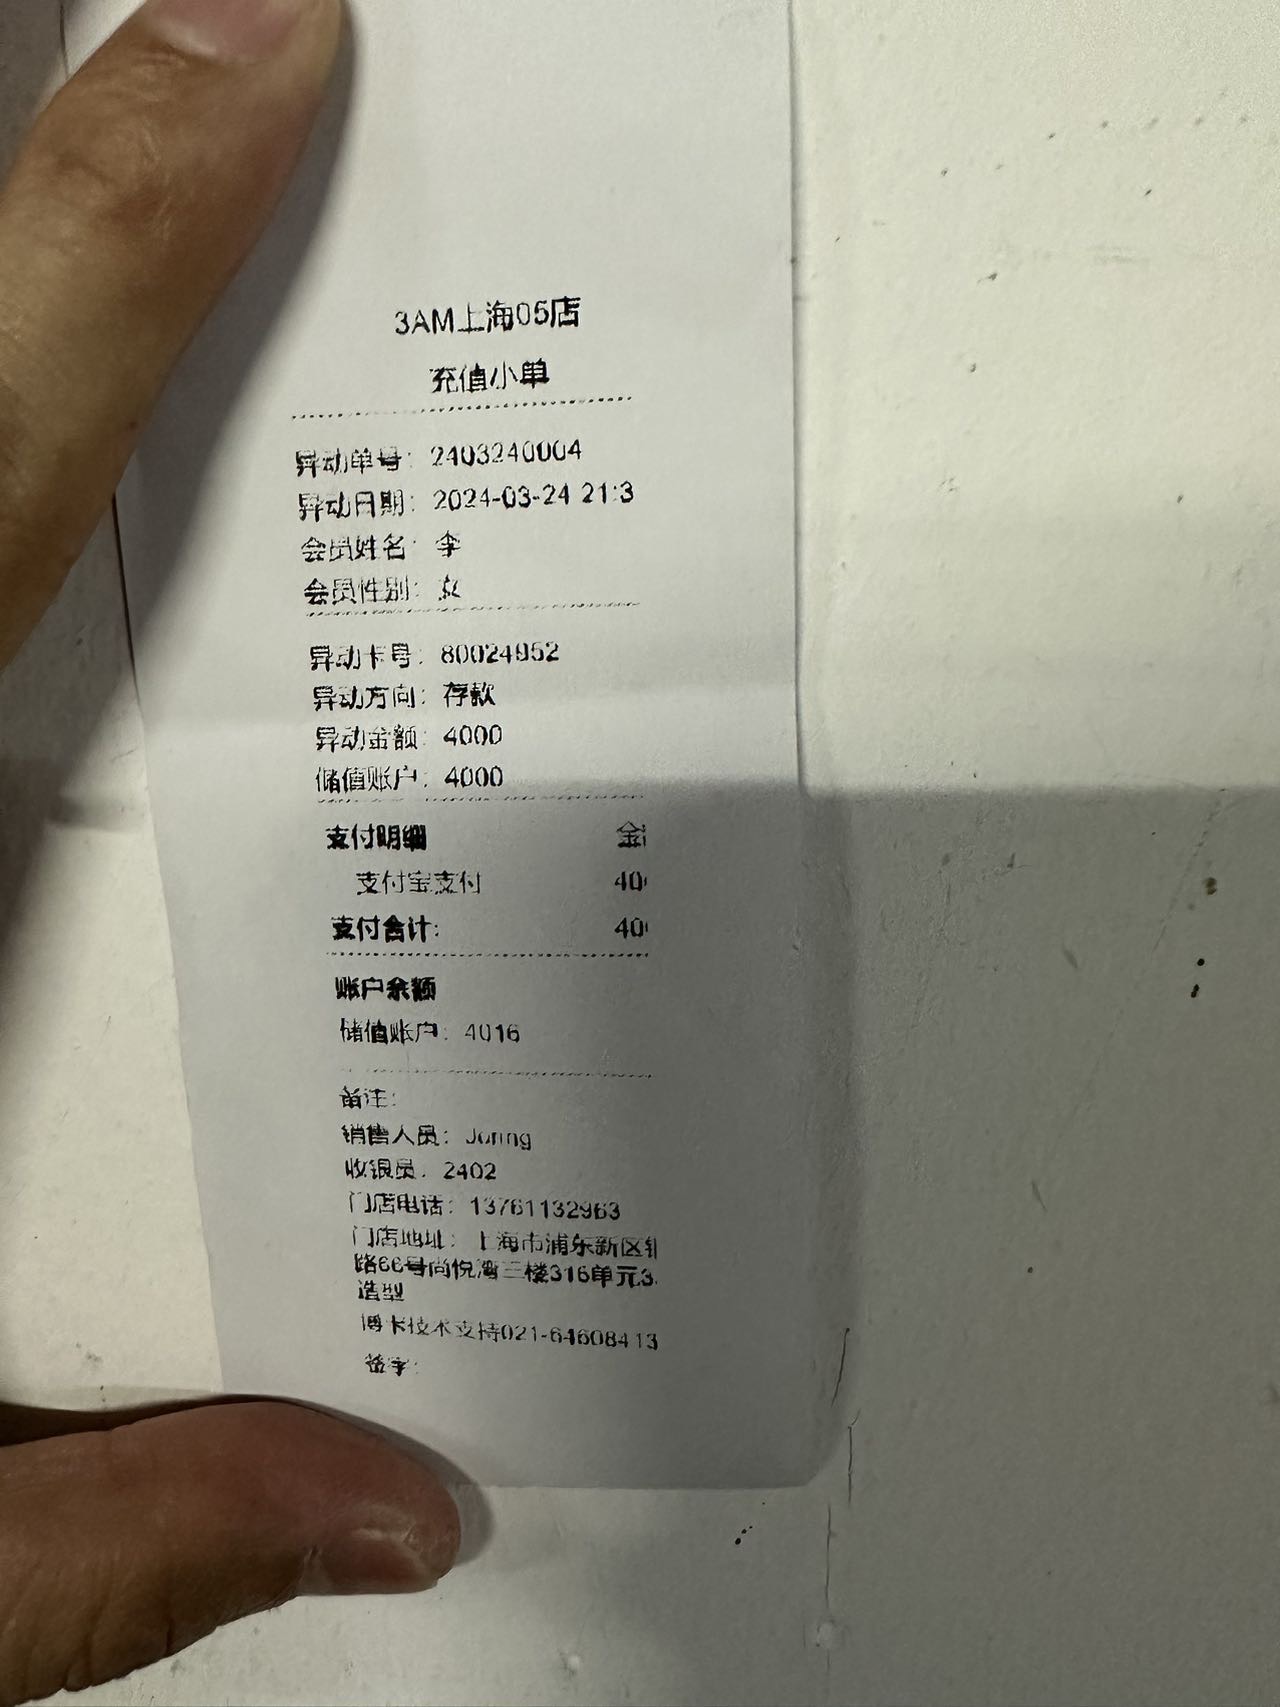 3AM上海05店
充值小单
异动单号：2403240004
异动日期：2024-03-24 21:3
会员姓名：李
会员性别：女
异动卡号：80024952
异动方向：存款
异动金额：4000
储值账户：4000
支付明细 金
支付宝支付 40
支付合计： 40
账户余额
储值账户：4016
备注：
销售人员：
收银员：2402
门店电话：13761132963
门店地址：上海市浦东新区
路66号尚悦湾三楼316单元3.
造型
博卡技术支持021-64608413
签字：